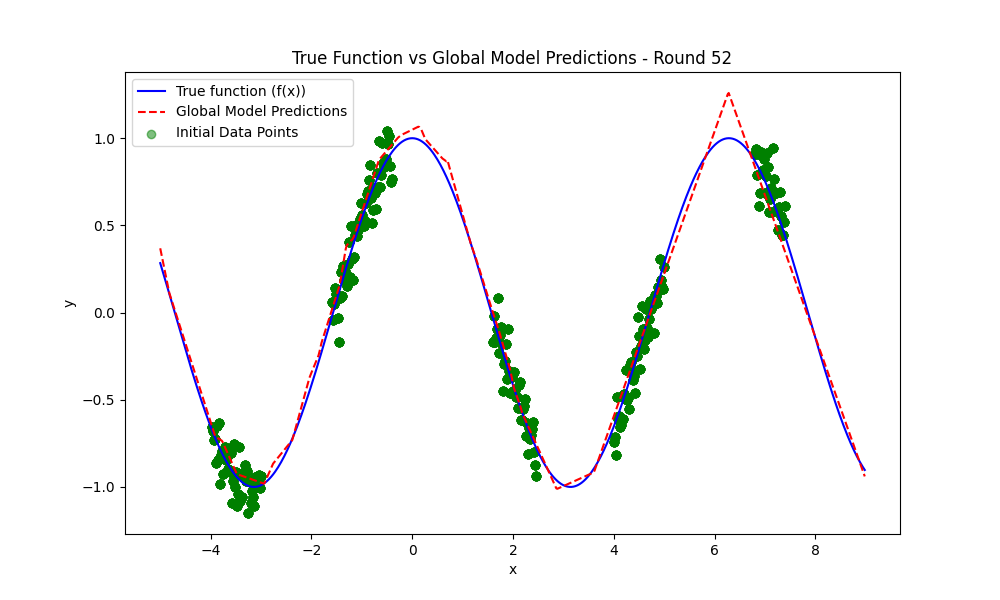 True Function vs Global Model Predictions - Round 52
True function (f(x))
Global Model Predictions
Initial Data Points
1.0
0.5
0.0
−0.5
−1.0
y
−4
−2
0
2
4
6
8
x